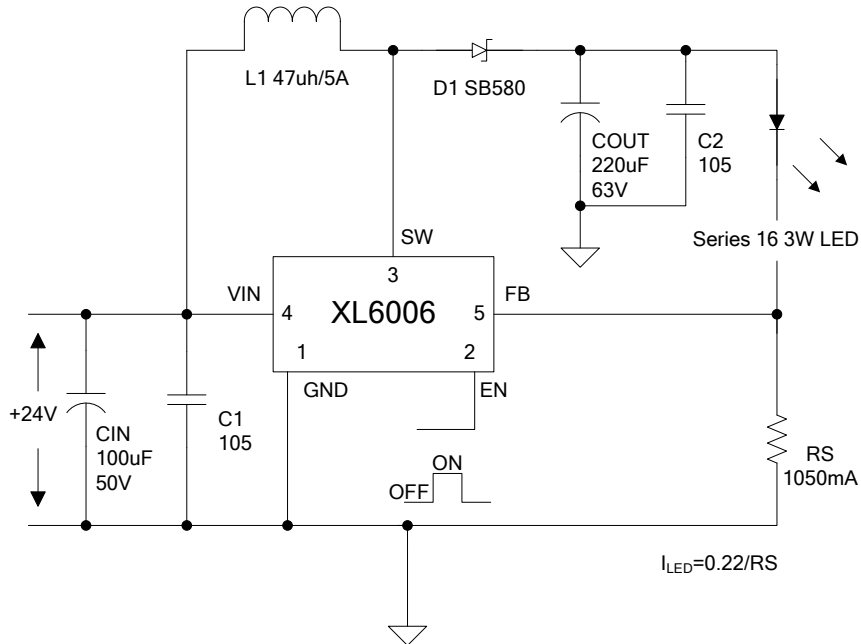 L1 47uh/5A
D1 SB580
COUT
220uF
63V
C2
105
Series 16 3W LED
SW
3
VIN
4
XL6006
5
FB
1
2
GND
EN
+24V
CIN
100uF
50V
C1
105
ON
OFF
RS
1050mA
I_LED=0.22/RS